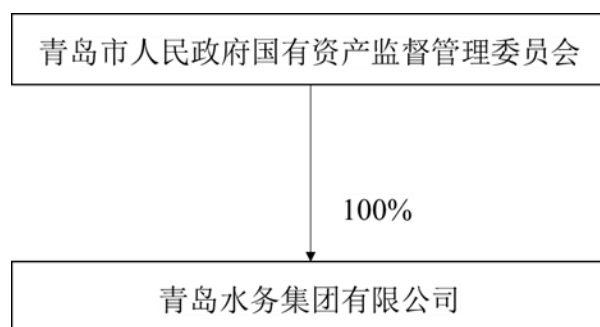 青岛市人民政府国有资产监督管理委员会
100%
青岛水务集团有限公司